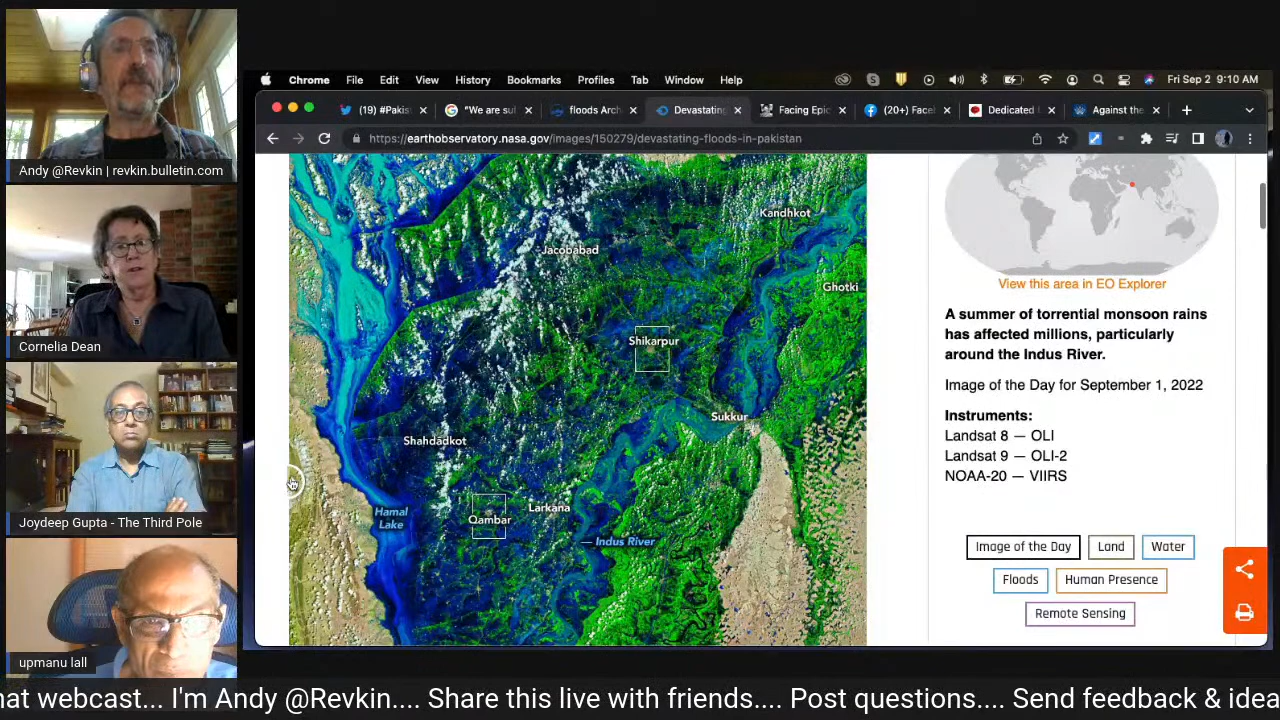 Andy @Revkin | revkin.bulletin.com
Cornelia Dean
Joydeep Gupta - The Third Pole
upmanu lall
Chrome File Edit View History Bookmarks Profiles Tab Window Help
Fri Sep 2 9:10 AM
(19) #Pakis
"We are su
floods Arch
Devastating
Facing Epic
(20+) Face
Dedicated
Against the
https://earthobservatory.nasa.gov/images/150279/devastating-floods-in-pakistan
Kandhkot
Jacobabad
Ghotki
Shikarpur
Sukkur
Shahdadkot
Hamal
Lake
Qambar
Larkana
Indus River
View this area in EO Explorer
A summer of torrential monsoon rains
has affected millions, particularly
around the Indus River.
Image of the Day for September 1, 2022
Instruments:
Landsat 8 — OLI
Landsat 9 — OLI-2
NOAA-20 — VIIRS
Image of the Day
Land
Water
Floods
Human Presence
Remote Sensing
hat webcast... I'm Andy @Revkin.... Share this live with friends.... Post questions.... Send feedback & idea